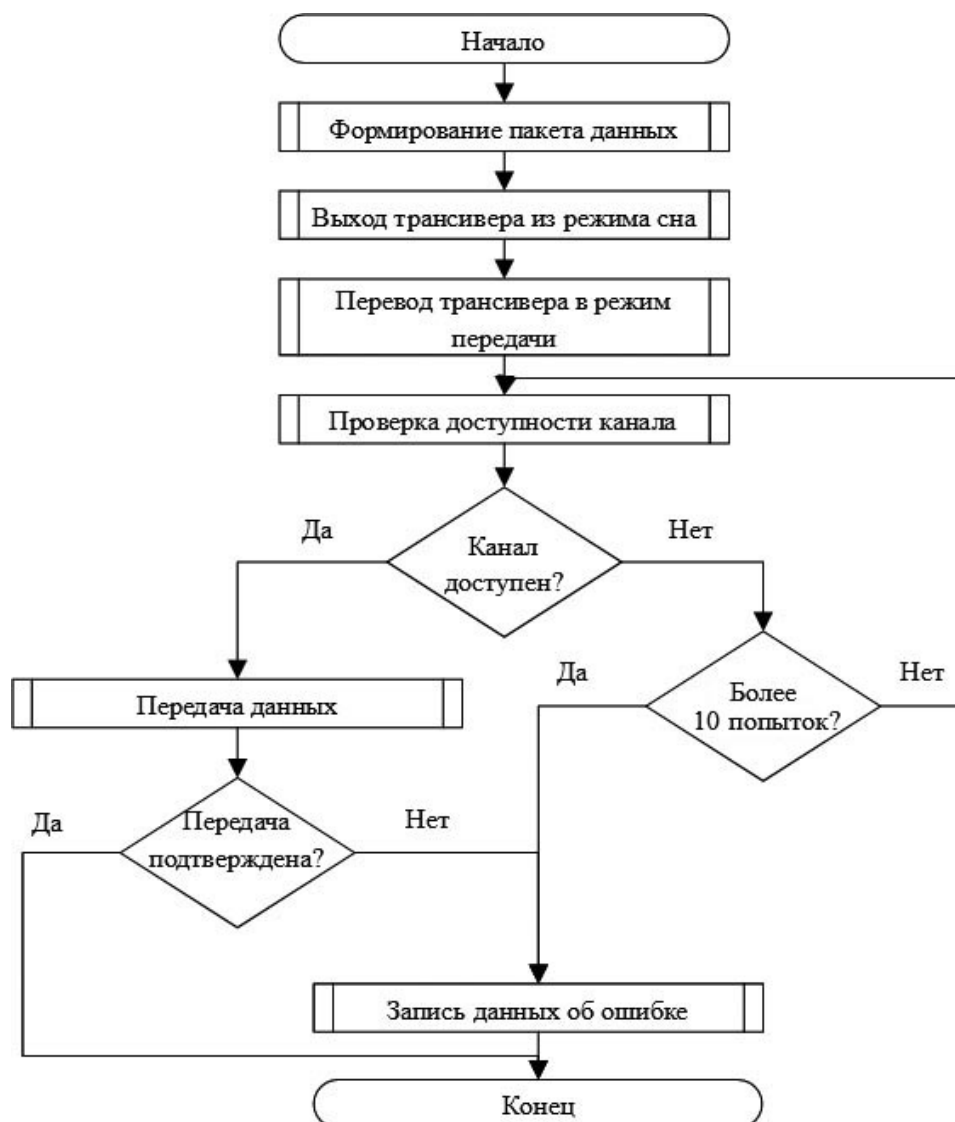 Начало
Формирование пакета данных
Выход трансивера из режима сна
Перевод трансивера в режим
передачи
Проверка доступности канала
Да
Нет
Канал
доступен?
Да
Нет
Более
10 попыток?
Передача данных
Да
Нет
Передача
подтверждена?
Запись данных об ошибке
Конец